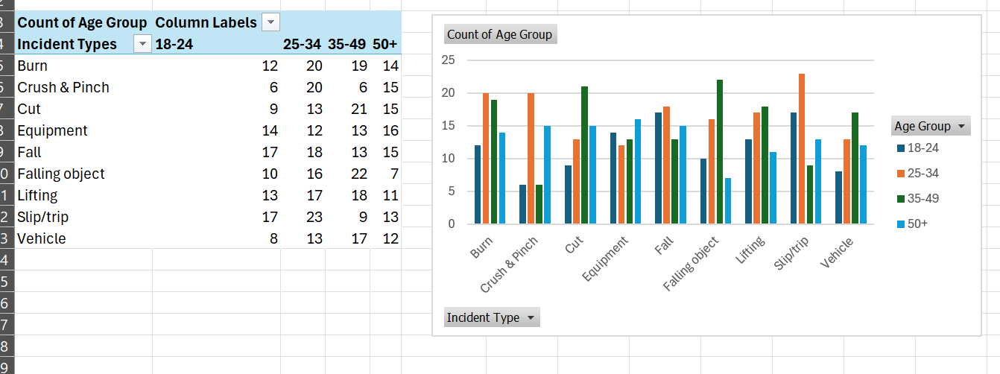 Count of Age Group Column Labels
Incident Types 18-24 25-34 35-49 50+
Burn 12 20 19 14
Crush & Pinch 6 20 6 15
Cut 9 13 21 15
Equipment 14 12 13 16
Fall 17 18 13 15
Falling object 10 16 22 7
Lifting 13 17 18 11
Slip/trip 17 23 9 13
Vehicle 8 13 17 12
Count of Age Group
25
20
15
10
5
0
Burn Crush & Pinch Cut Equipment Fall Falling object Lifting Slip/trip Vehicle
Age Group
18-24
25-34
35-49
50+
Incident Type